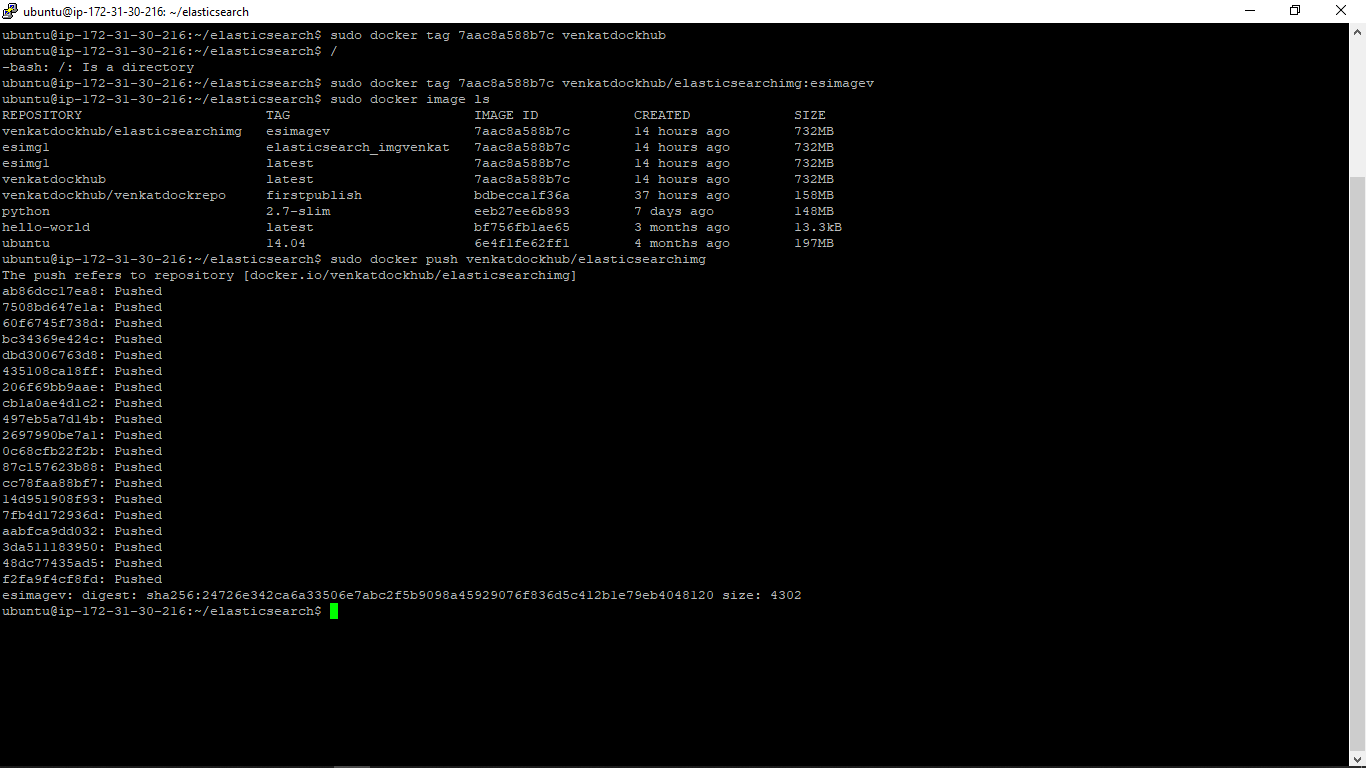 ubuntu@ip-172-31-30-216: ~/elasticsearch
ubuntu@ip-172-31-30-216:~/elasticsearch$ sudo docker tag 7aac8a588b7c venkatdockhub
ubuntu@ip-172-31-30-216:~/elasticsearch$ /
-bash: /: Is a directory
ubuntu@ip-172-31-30-216:~/elasticsearch$ sudo docker tag 7aac8a588b7c venkatdockhub/elasticsearchimg:esimagev
ubuntu@ip-172-31-30-216:~/elasticsearch$ sudo docker image ls
REPOSITORY TAG IMAGE ID CREATED SIZE
venkatdockhub/elasticsearchimg esimagev 7aac8a588b7c 14 hours ago 732MB
esimg1 elasticsearch_imgvenkat 7aac8a588b7c 14 hours ago 732MB
esimg1 latest 7aac8a588b7c 14 hours ago 732MB
venkatdockhub latest 7aac8a588b7c 14 hours ago 732MB
venkatdockhub/venkatdockrepo firstpublish bdbecca1f36a 37 hours ago 158MB
python 2.7-slim eeb27ee6b893 7 days ago 148MB
hello-world latest bf756fb1ae65 3 months ago 13.3kB
ubuntu 14.04 6e4f1fe62ff1 4 months ago 197MB
ubuntu@ip-172-31-30-216:~/elasticsearch$ sudo docker push venkatdockhub/elasticsearchimg
The push refers to repository [docker.io/venkatdockhub/elasticsearchimg]
ab86dcc17ea8: Pushed
7508bd647e1a: Pushed
60f6745f738d: Pushed
bc34369e424c: Pushed
dbd3006763d8: Pushed
435108ca18ff: Pushed
206f69bb9aae: Pushed
cb1a0ae4d1c2: Pushed
497eb5a7d14b: Pushed
2697990be7a1: Pushed
0c68cfb22f2b: Pushed
87c157623b88: Pushed
cc78faa88bf7: Pushed
14d951908f93: Pushed
7fb4d172936d: Pushed
aabfca9dd032: Pushed
3da511183950: Pushed
48dc77435ad5: Pushed
f2fa9f4cf8fd: Pushed
esimagev: digest: sha256:24726e342ca6a33506e7abc2f5b9098a45929076f836d5c412b1e79eb4048120 size: 4302
ubuntu@ip-172-31-30-216:~/elasticsearch$